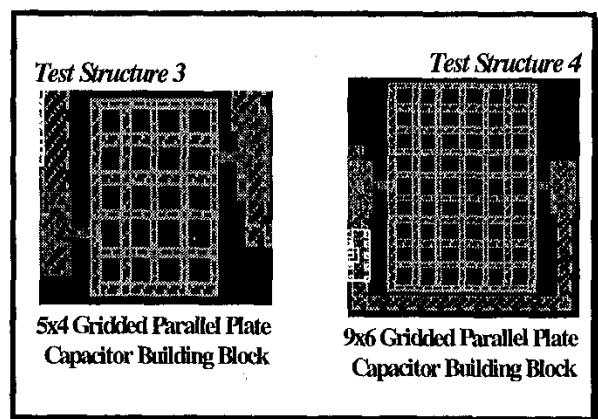 Test Structure 3
5x4 Gridded Parallel Plate
Capacitor Building Block
Test Structure 4
9x6 Gridded Parallel Plate
Capacitor Building Block